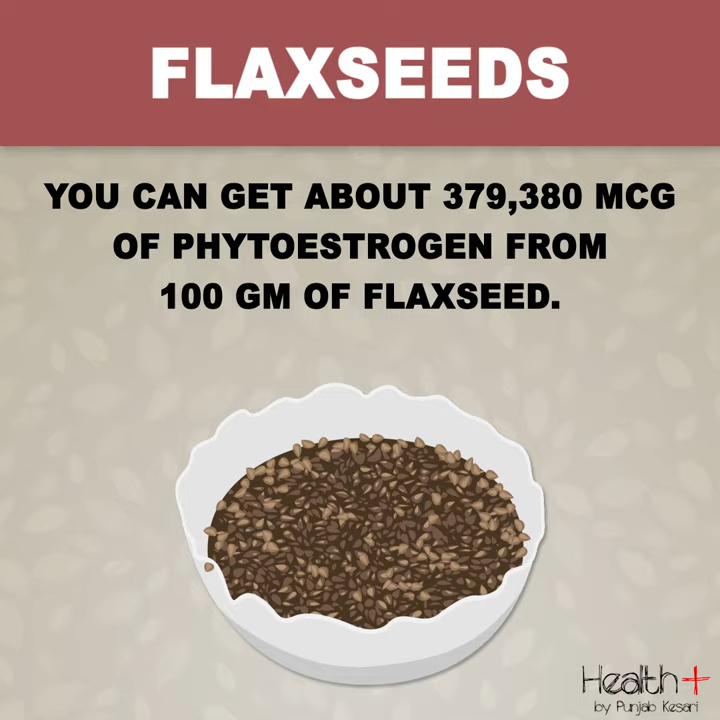 FLAXSEEDS
YOU CAN GET ABOUT 379,380 MCG
OF PHYTOESTROGEN FROM
100 GM OF FLAXSEED.
Health+
by Punjab Kesari